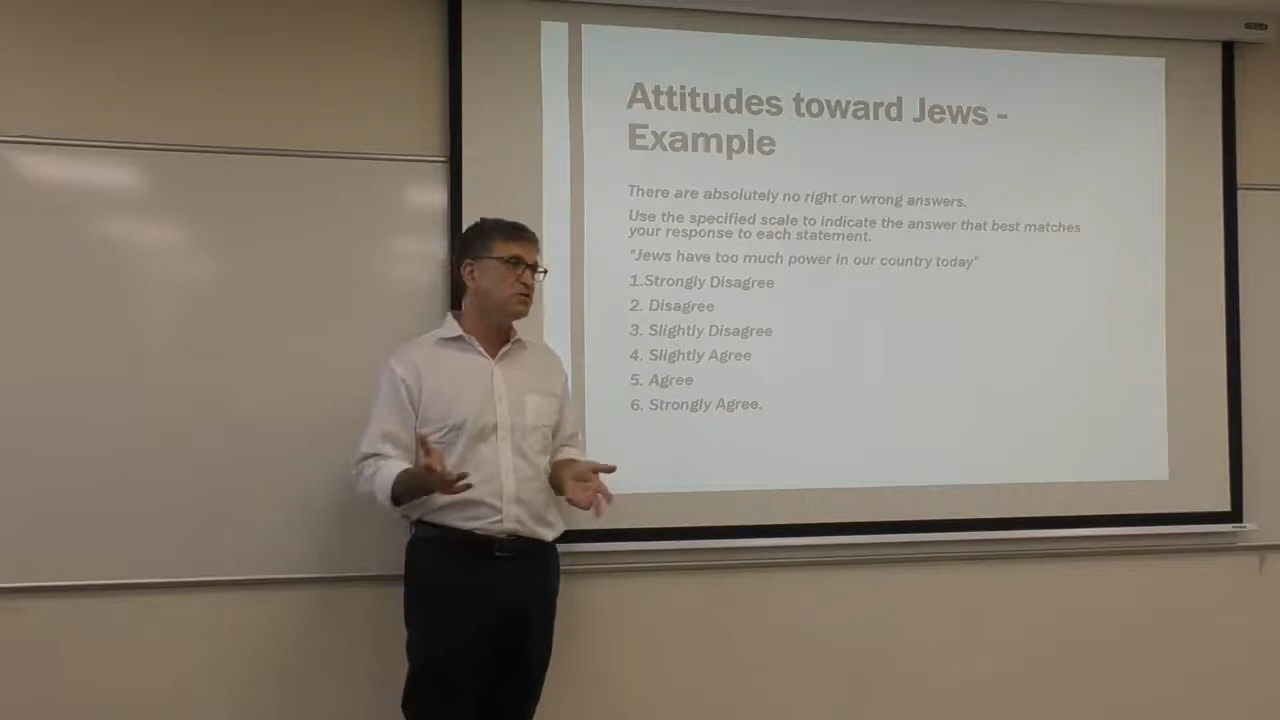 Attitudes toward Jews -
Example
There are absolutely no right or wrong answers.
Use the specified scale to indicate the answer that best matches
your response to each statement.
"Jews have too much power in our country today"
1.Strongly Disagree
2. Disagree
3. Slightly Disagree
4. Slightly Agree
5. Agree
6. Strongly Agree.